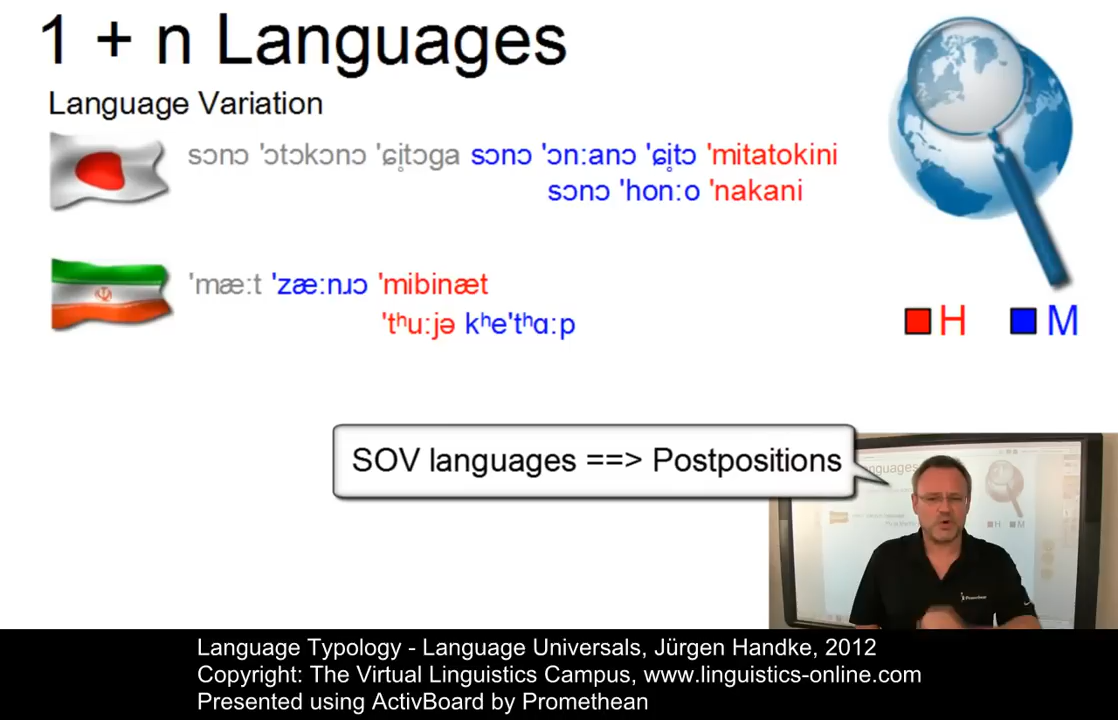 1 + n Languages
Language Variation
sɔnɔ 'ɔtɔkɔnɔ 'ɕi̥tɔga sɔnɔ 'ɔn:anɔ 'ɕi̥tɔ 'mitatokini
sɔnɔ 'hon:o 'nakani
'mæ:t 'zæ:nɹɔ 'mibinæt
'tʰu:jə kʰe'tʰɑ:p
H M
SOV languages ==> Postpositions
Language Typology - Language Universals, Jürgen Handke, 2012
Copyright: The Virtual Linguistics Campus, www.linguistics-online.com
Presented using ActivBoard by Promethean